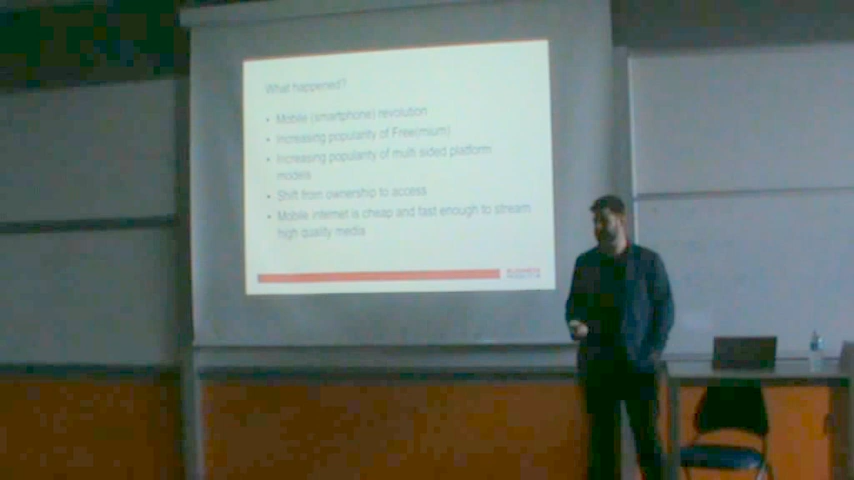 What happened?
• Mobile (smartphone) revolution
• Increasing popularity of Free(mium)
• Increasing popularity of multi sided platform
models
• Shift from ownership to access
• Mobile internet is cheap and fast enough to stream
high quality media